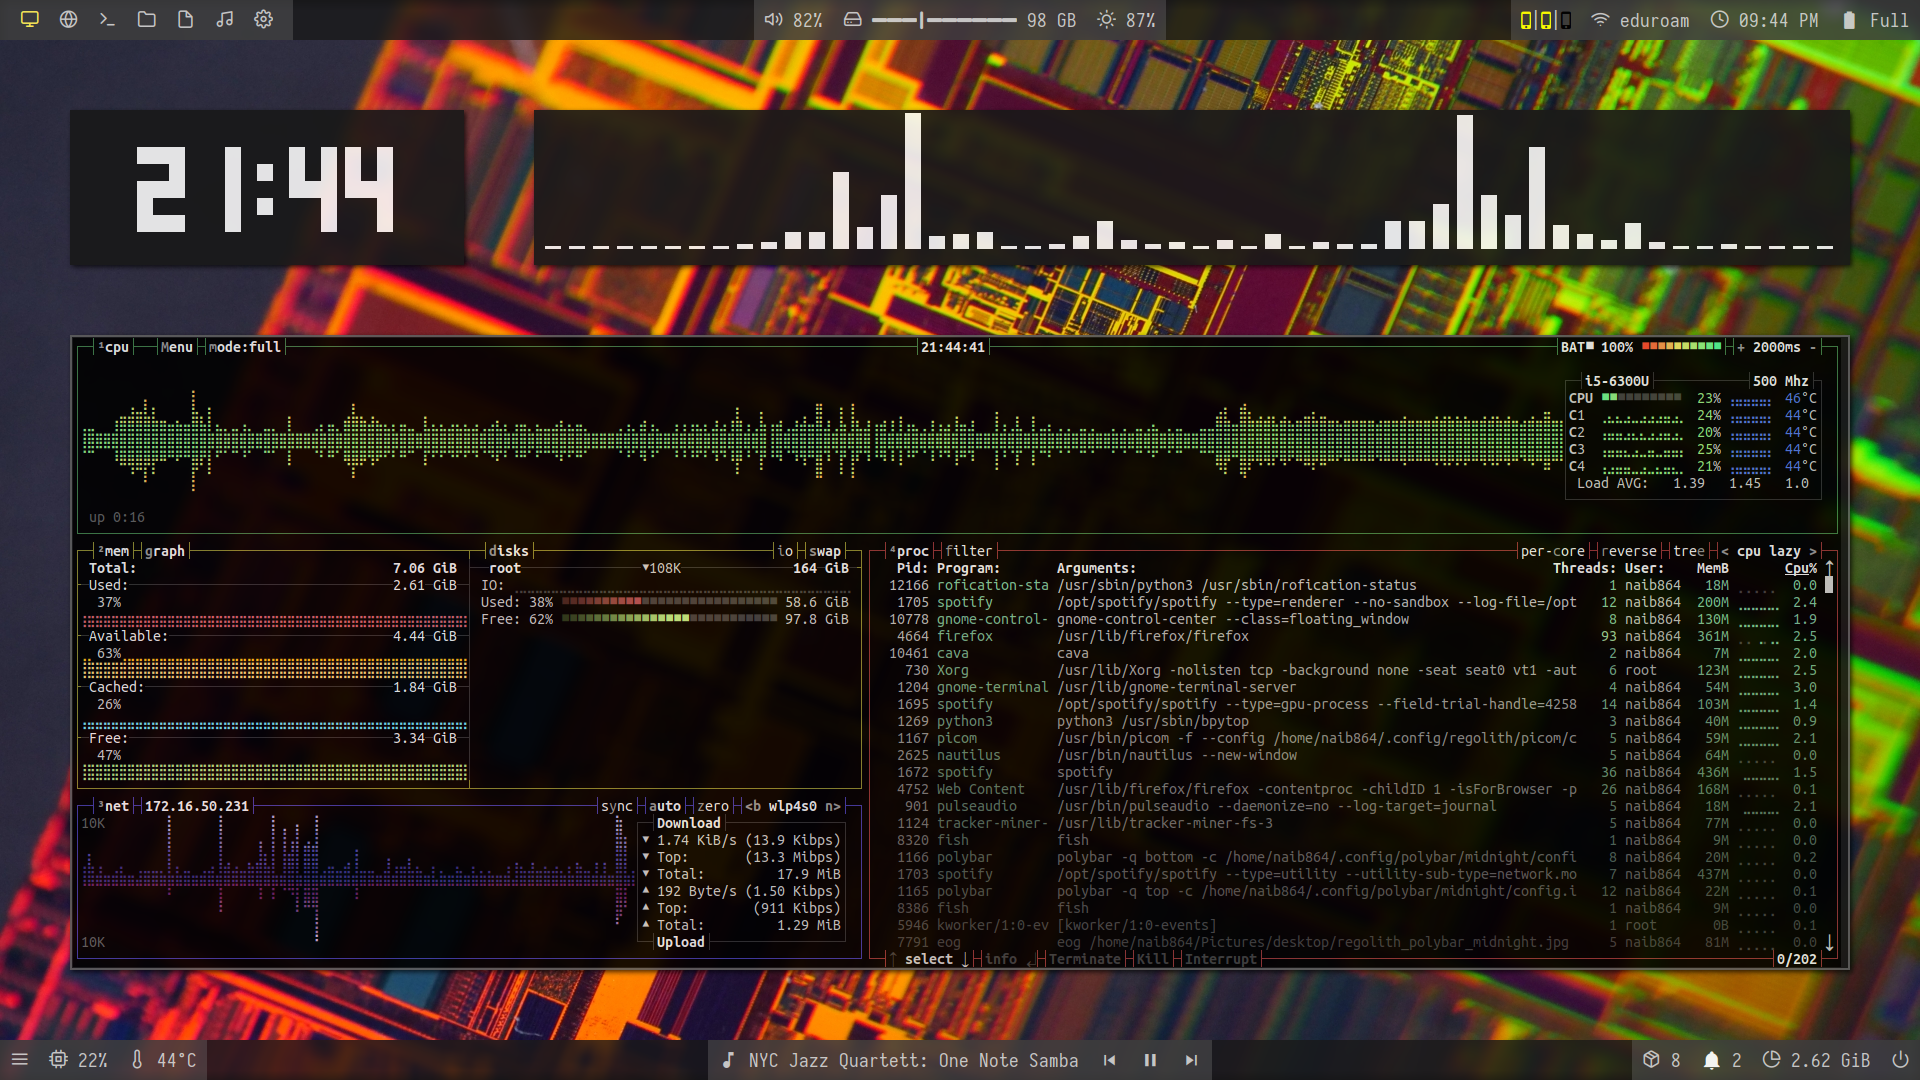 82% 98 GB 87% eduroam 09:44 PM Full
21:44
¹cpu Menu mode:full 21:44:41 BAT 100% + 2000ms -
i5-6300U 500 Mhz
CPU 23% 46°C
C1 24% 44°C
C2 20% 44°C
C3 25% 44°C
C4 21% 44°C
Load AVG: 1.39 1.45 1.0
up 0:16
²mem graph
Total: 7.06 GiB
Used: 2.61 GiB
37%
Available: 4.44 GiB
63%
Cached: 1.84 GiB
26%
Free: 3.34 GiB
47%
disks io swap
root ▼108K 164 GiB
IO:
Used: 38% 58.6 GiB
Free: 62% 97.8 GiB
³net 172.16.50.231 sync auto zero <b wlp4s0 n>
10K
10K
Download
▼ 1.74 KiB/s (13.9 Kibps)
▼ Top: (13.3 Mibps)
▼ Total: 17.9 MiB
▲ 192 Byte/s (1.50 Kibps)
▲ Top: (911 Kibps)
▲ Total: 1.29 MiB
Upload
⁴proc filter per-core reverse tree < cpu lazy >
Pid: Program: Arguments: Threads: User: MemB Cpu% ↑
12166 rofication-sta /usr/sbin/python3 /usr/sbin/rofication-status 1 naib864 18M 0.0
1705 spotify /opt/spotify/spotify --type=renderer --no-sandbox --log-file=/opt 12 naib864 200M 2.4
10778 gnome-control- gnome-control-center --class=floating_window 8 naib864 130M 1.9
4664 firefox /usr/lib/firefox/firefox 93 naib864 361M 2.5
10461 cava cava 2 naib864 7M 2.0
730 Xorg /usr/lib/Xorg -nolisten tcp -background none -seat seat0 vt1 -aut 6 root 123M 2.5
1204 gnome-terminal /usr/lib/gnome-terminal-server 4 naib864 54M 3.0
1695 spotify /opt/spotify/spotify --type=gpu-process --field-trial-handle=4258 14 naib864 103M 1.4
1269 python3 python3 /usr/sbin/bpytop 3 naib864 40M 0.9
1167 picom /usr/bin/picom -f --config /home/naib864/.config/regolith/picom/c 5 naib864 59M 2.1
2625 nautilus /usr/bin/nautilus --new-window 5 naib864 64M 0.0
1672 spotify spotify 36 naib864 436M 1.5
4752 Web Content /usr/lib/firefox/firefox -contentproc -childID 1 -isForBrowser -p 26 naib864 168M 0.1
901 pulseaudio /usr/bin/pulseaudio --daemonize=no --log-target=journal 5 naib864 18M 2.1
1124 tracker-miner- /usr/lib/tracker-miner-fs-3 5 naib864 77M 0.0
8320 fish fish 1 naib864 9M 0.0
1166 polybar polybar -q bottom -c /home/naib864/.config/polybar/midnight/confi 8 naib864 20M 0.2
1703 spotify /opt/spotify/spotify --type=utility --utility-sub-type=network.mo 7 naib864 437M 0.0
1165 polybar polybar -q top -c /home/naib864/.config/polybar/midnight/config.i 12 naib864 22M 0.1
8386 fish fish 1 naib864 9M 0.0
5946 kworker/1:0-ev [kworker/1:0-events] 1 root 0B 0.1
7791 eog eog /home/naib864/Pictures/desktop/regolith_polybar_midnight.jpg 5 naib864 81M 0.0 ↓
↑ select ↓ info ↲ Terminate Kill Interrupt 0/202
22% 44°C NYC Jazz Quartett: One Note Samba 8 2 2.62 GiB